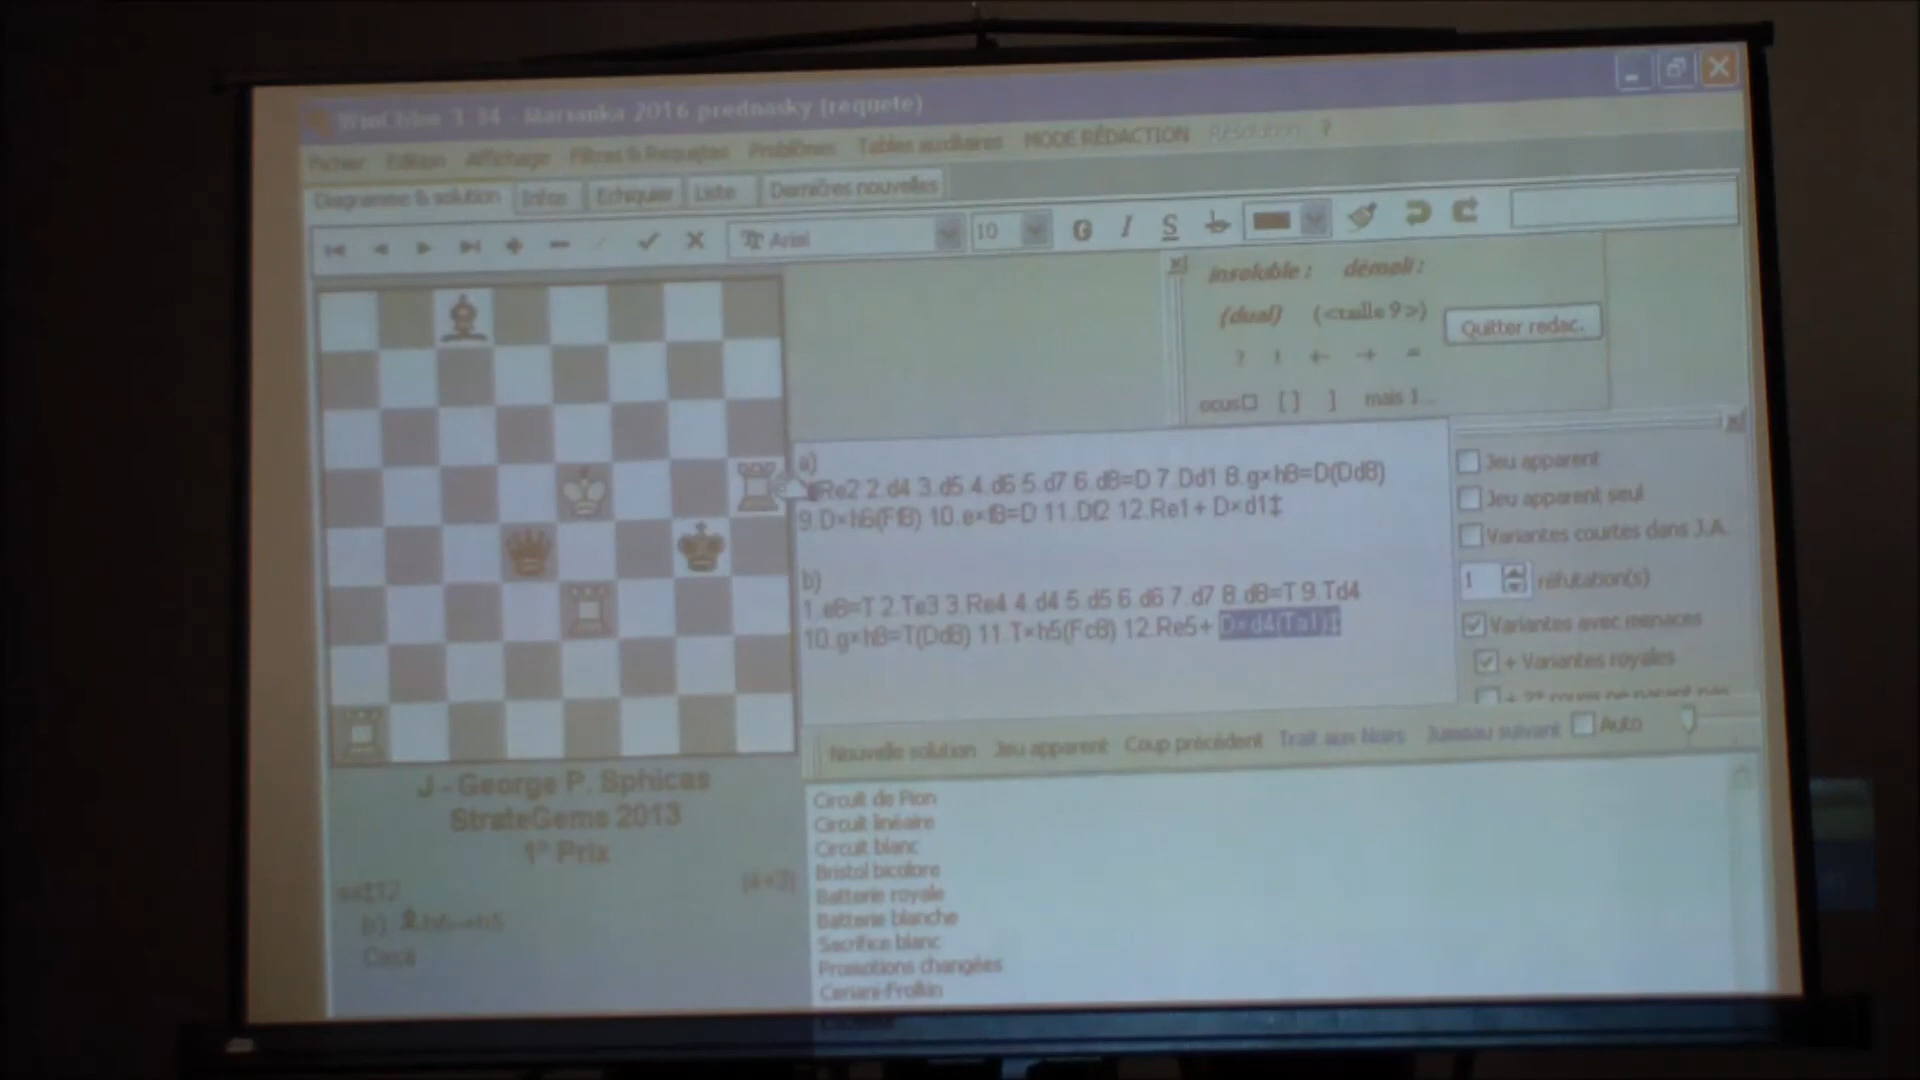 WinChloe 3.34 - Marianka 2016 prednasky (requete)
Fichier Edition Affichage Filtres & Requetes Problèmes Tables auxiliaires MODE RÉDACTION Résolution ?
Diagramme & solution Infos Echiquier Liste Dernières nouvelles
Arial 10 G I S
insoluble : démoli :
(dual) (<taille 9>)
Quitter redac.
? ! +- -+ =
ocus□ [ ] ] mais 1...
a)
Re2 2.d4 3.d5 4.d6 5.d7 6.d8=D 7.Dd1 8.g×h8=D(Dd8)
9.D×h6(Ff8) 10.e×f8=D 11.Df2 12.Re1+ D×d1‡
b)
1.e8=T 2.Te3 3.Re4 4.d4 5.d5 6.d6 7.d7 8.d8=T 9.Td4
10.g×h8=T(Dd8) 11.T×h5(Fc8) 12.Re5+ D×d4(Ta1)‡
Jeu apparent
Jeu apparent seul
Variantes courtes dans J.A.
1 réfutation(s)
Variantes avec menaces
+ Variantes royales
Nouvelle solution Jeu apparent Coup précédent Trait aux Noirs Jumeau suivant Auto
J - George P. Sphicas
StrateGems 2013
1° Prix
b) h6→h5
Circuit de Pion
Circuit linéaire
Circuit blanc
Bristol bicolore
Batterie royale
Batterie blanche
Sacrifice blanc
Promotions changées
Ceriani-Frolkin